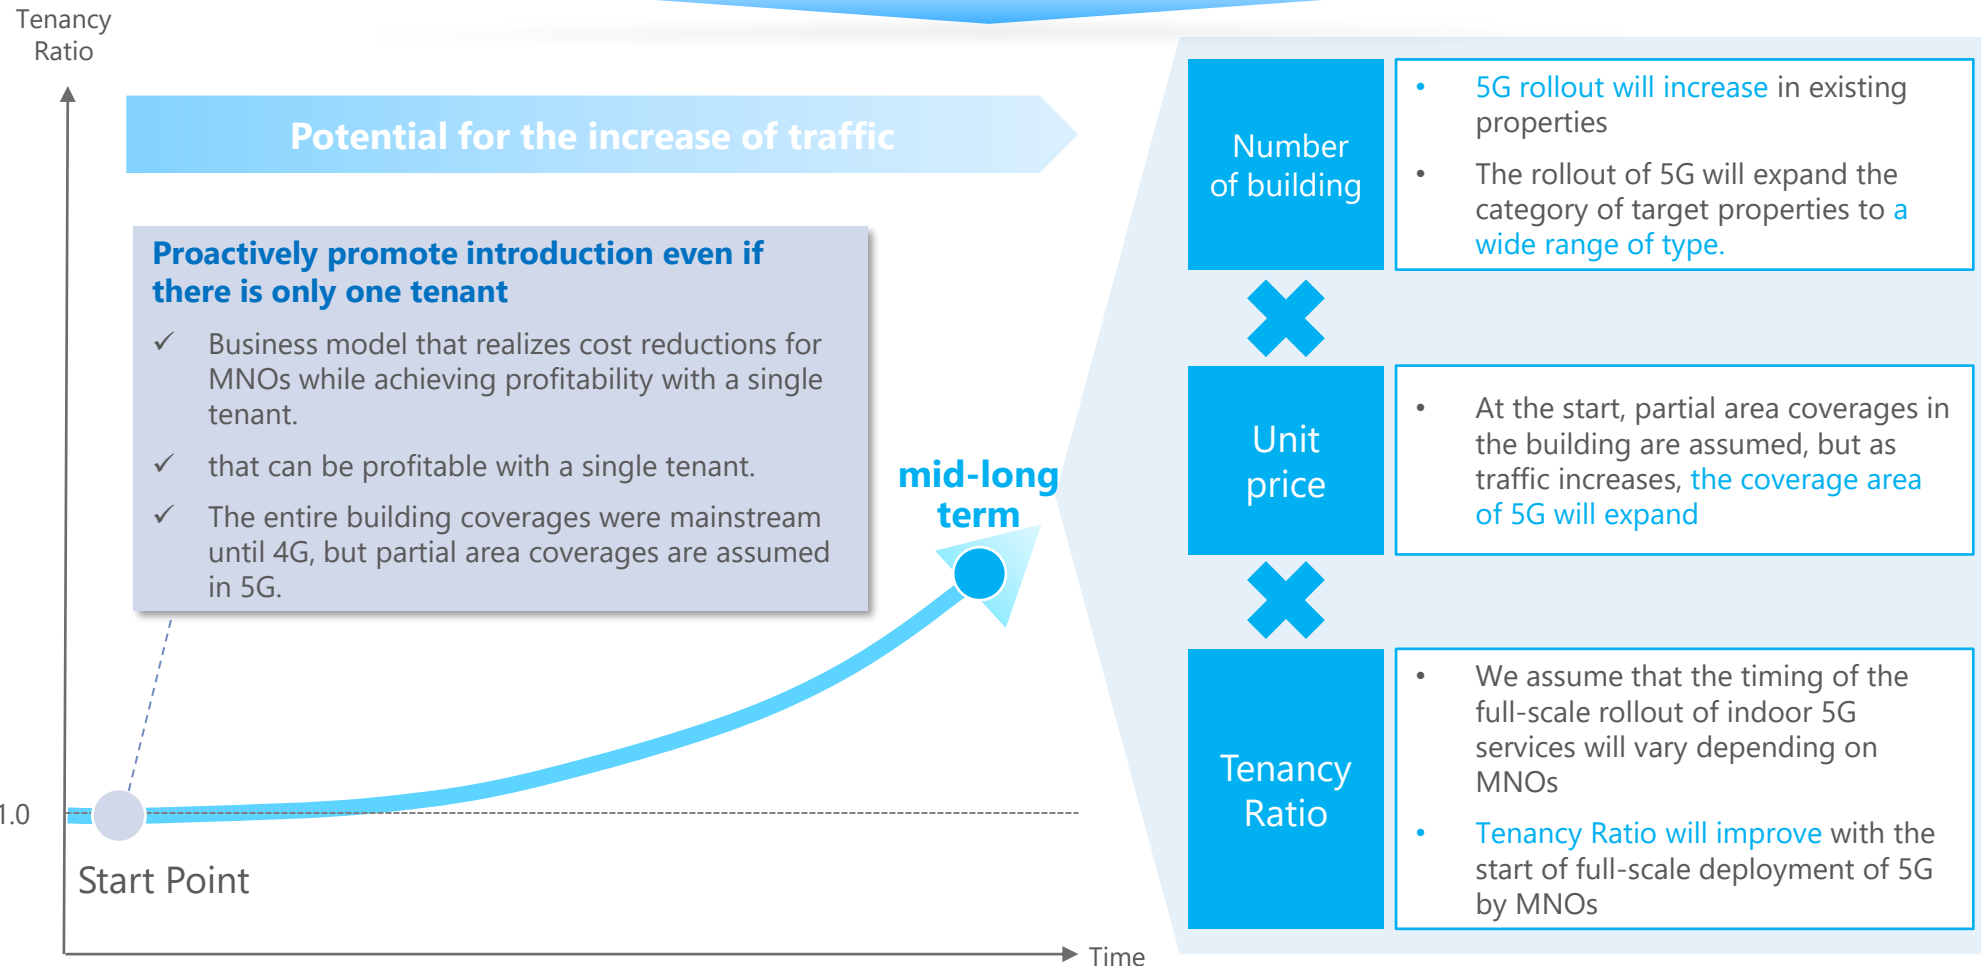 Tenancy
Ratio
Potential for the increase of traffic
Proactively promote introduction even if
there is only one tenant
✓ Business model that realizes cost reductions for
MNOs while achieving profitability with a single
tenant.
✓ that can be profitable with a single tenant.
✓ The entire building coverages were mainstream
until 4G, but partial area coverages are assumed
in 5G.
mid-long
term
1.0
Start Point
Time
Number
of building
• 5G rollout will increase in existing
properties
• The rollout of 5G will expand the
category of target properties to a
wide range of type.
Unit
price
• At the start, partial area coverages in
the building are assumed, but as
traffic increases, the coverage area
of 5G will expand
Tenancy
Ratio
• We assume that the timing of the
full-scale rollout of indoor 5G
services will vary depending on
MNOs
• Tenancy Ratio will improve with the
start of full-scale deployment of 5G
by MNOs